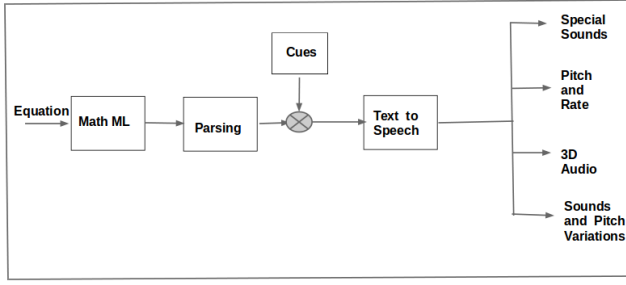 Equation
Math ML
Parsing
Cues
Text to
Speech
Special
Sounds
Pitch
and
Rate
3D
Audio
Sounds
and Pitch
Variations